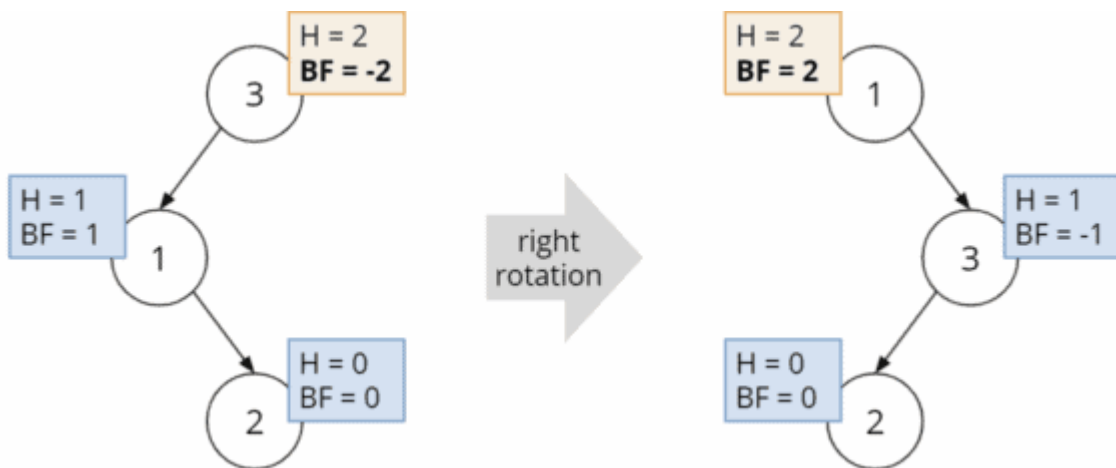 H = 2
BF = -2
3
H = 1
BF = 1
1
H = 0
BF = 0
2
right
rotation
H = 2
BF = 2
1
H = 1
BF = -1
3
H = 0
BF = 0
2